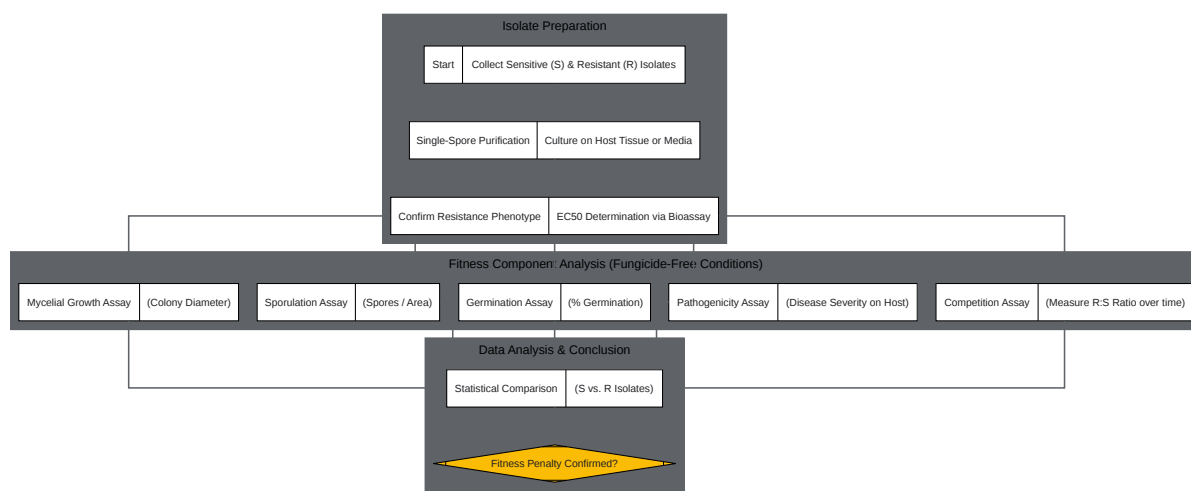 Isolate Preparation
Start Collect Sensitive (S) & Resistant (R) Isolates
Single-Spore Purification Culture on Host Tissue or Media
Confirm Resistance Phenotype EC50 Determination via Bioassay
Fitness Component Analysis (Fungicide-Free Conditions)
Mycelial Growth Assay (Colony Diameter) Sporulation Assay (Spores / Area) Germination Assay (% Germination) Pathogenicity Assay (Disease Severity on Host) Competition Assay (Measure R:S Ratio over time)
Data Analysis & Conclusion
Statistical Comparison (S vs. R Isolates)
Fitness Penalty Confirmed?